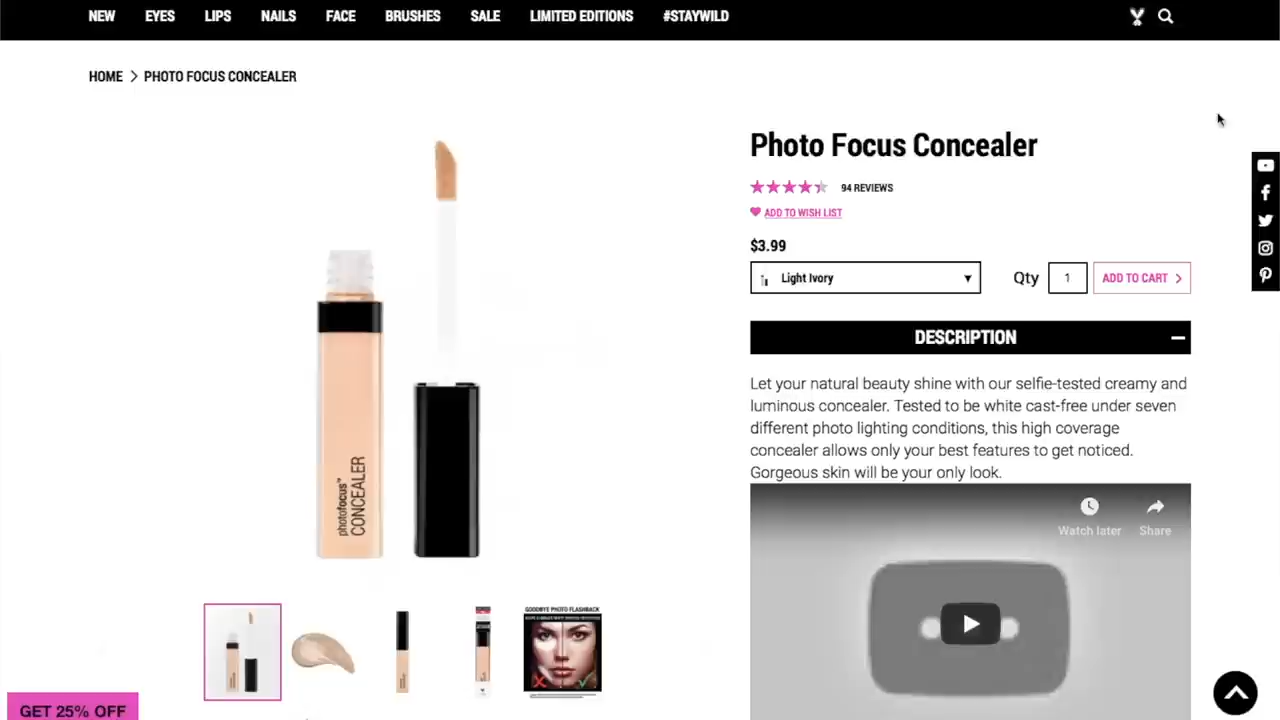 NEW EYES LIPS NAILS FACE BRUSHES SALE LIMITED EDITIONS #STAYWILD
HOME > PHOTO FOCUS CONCEALER
Photo Focus Concealer
94 REVIEWS
ADD TO WISH LIST
$3.99
Light Ivory
Qty 1 ADD TO CART >
DESCRIPTION
Let your natural beauty shine with our selfie-tested creamy and
luminous concealer. Tested to be white cast-free under seven
different photo lighting conditions, this high coverage
concealer allows only your best features to get noticed.
Gorgeous skin will be your only look.
Watch later Share
photofocus™
CONCEALER
GOODBYE PHOTO FLASHBACK
GET 25% OFF